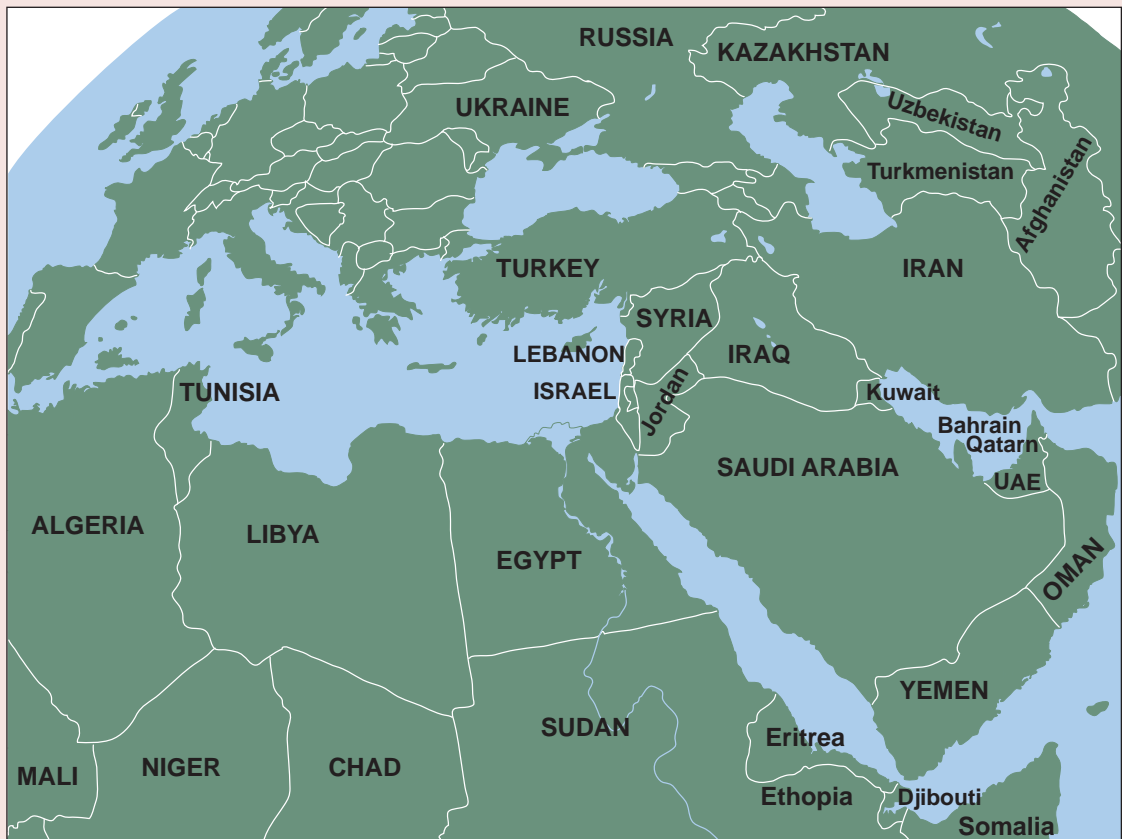 RUSSIA
KAZAKHSTAN
UKRAINE
Uzbekistan
Turkmenistan
Afghanistan
TURKEY
IRAN
SYRIA
LEBANON
IRAQ
ISRAEL
Jordan
TUNISIA
Kuwait
Bahrain
Qatarn
SAUDI ARABIA
UAE
ALGERIA
LIBYA
EGYPT
OMAN
YEMEN
SUDAN
Eritrea
MALI
NIGER
CHAD
Ethiopia
Djibouti
Somalia